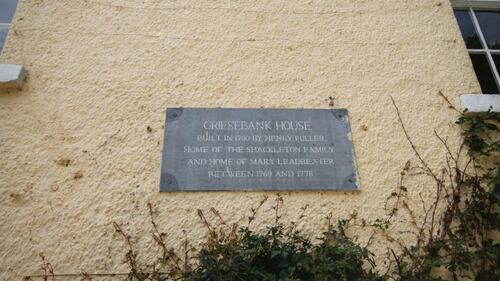 GRIESEBANK HOUSE
BUILT IN 1700 BY HENRY FULLER,
HOME OF THE SHACKLETON FAMILY
AND HOME OF MARY LEADBEATER
BETWEEN 1769 AND 1778